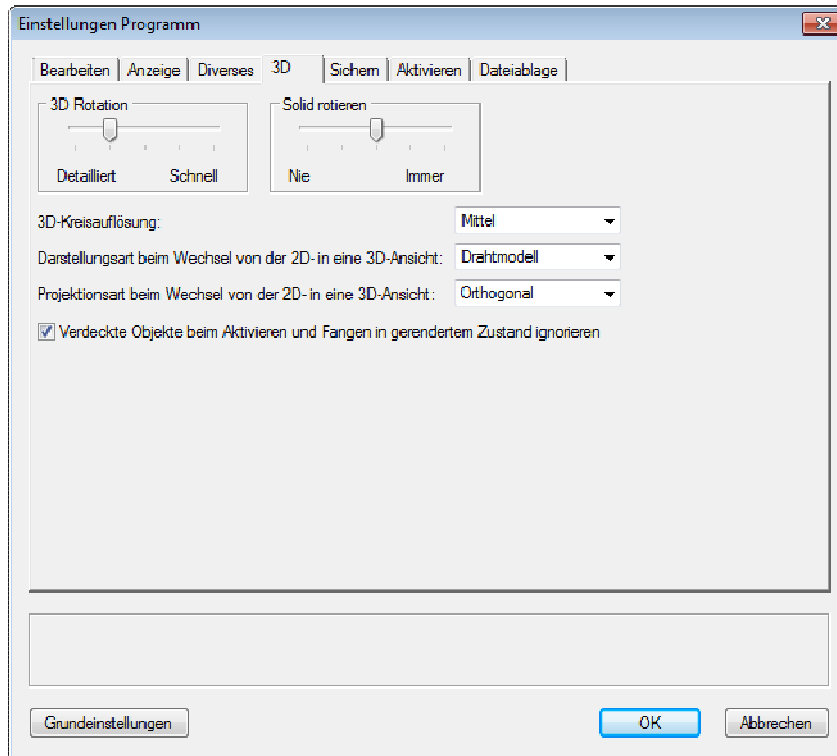 Einstellungen Programm
Bearbeiten Anzeige Diverses 3D Sichern Aktivieren Dateiablage
3D Rotation Solid rotieren
Detailliert Schnell Nie Immer
3D-Kreisauflösung: Mittel
Darstellungsart beim Wechsel von der 2D- in eine 3D-Ansicht: Drahtmodell
Projektionsart beim Wechsel von der 2D- in eine 3D-Ansicht: Orthogonal
Verdeckte Objekte beim Aktivieren und Fangen in gerendertem Zustand ignorieren
Grundeinstellungen OK Abbrechen